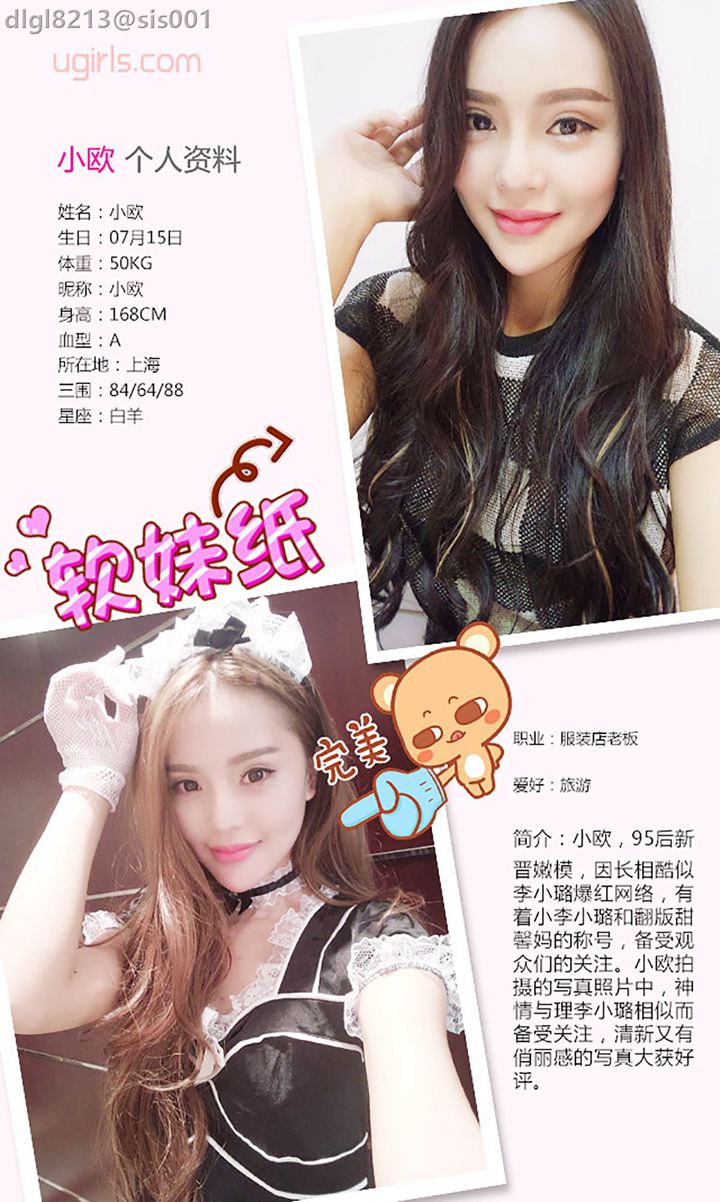 dlgl8213@sis001
ugirls.com
小欧 个人资料
姓名：小欧
生日：07月15日
体重：50KG
昵称：小欧
身高：168CM
血型：A
所在地：上海
三围：84/64/88
星座：白羊
软妹纸
完美
职业：服装店老板
爱好：旅游
简介：小欧，95后新
晋嫩模，因长相酷似
李小璐爆红网络，有
着小李小璐和翻版甜
馨妈的称号，备受观
众们的关注。小欧拍
摄的写真照片中，神
情与理李小璐相似而
备受关注，清新又有
俏丽感的写真大获好
评。